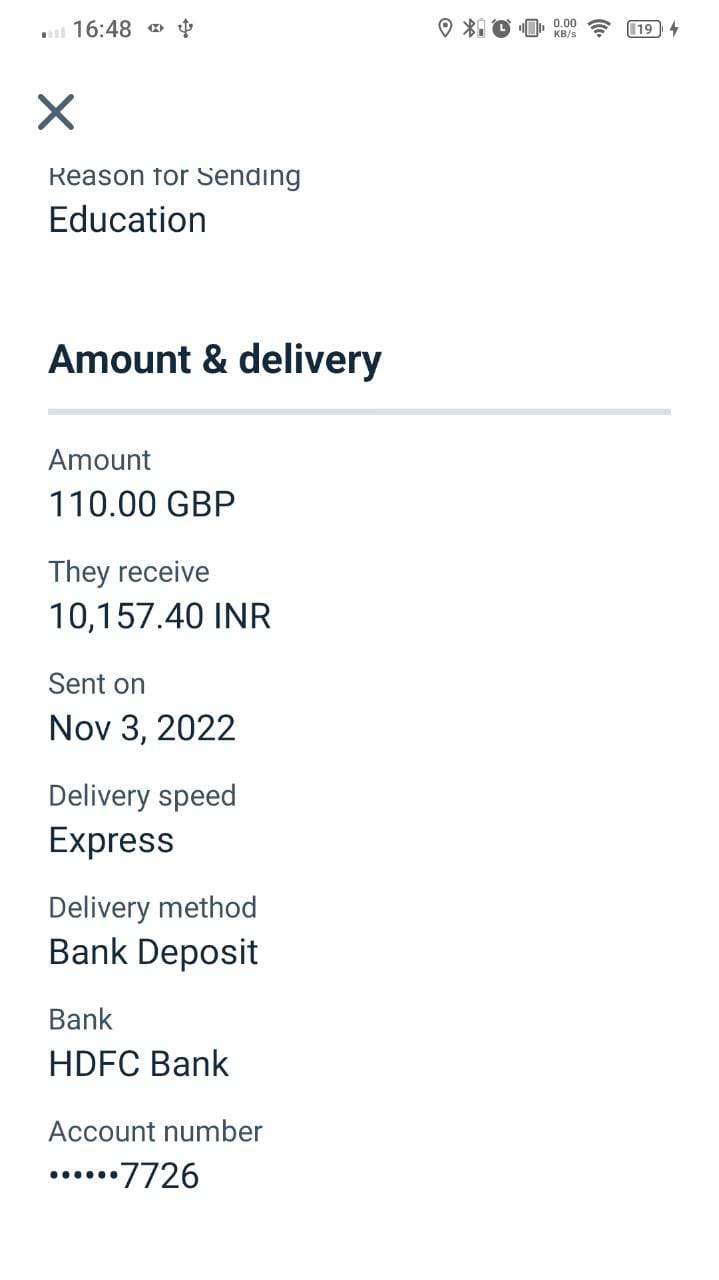 16:48
0.00
KB/s
19
Reason for Sending
Education
Amount & delivery
Amount
110.00 GBP
They receive
10,157.40 INR
Sent on
Nov 3, 2022
Delivery speed
Express
Delivery method
Bank Deposit
Bank
HDFC Bank
Account number
••••••7726